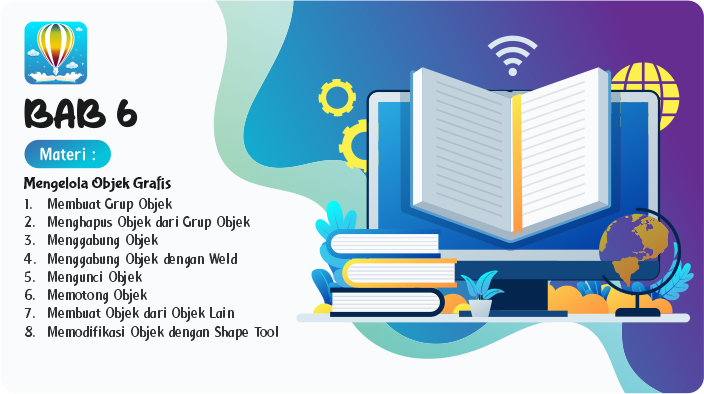 BAB 6
Materi :
Mengelola Objek Grafis
1. Membuat Grup Objek
2. Menghapus Objek dari Grup Objek
3. Menggabung Objek
4. Menggabung Objek dengan Weld
5. Mengunci Objek
6. Memotong Objek
7. Membuat Objek dari Objek Lain
8. Memodifikasi Objek dengan Shape Tool